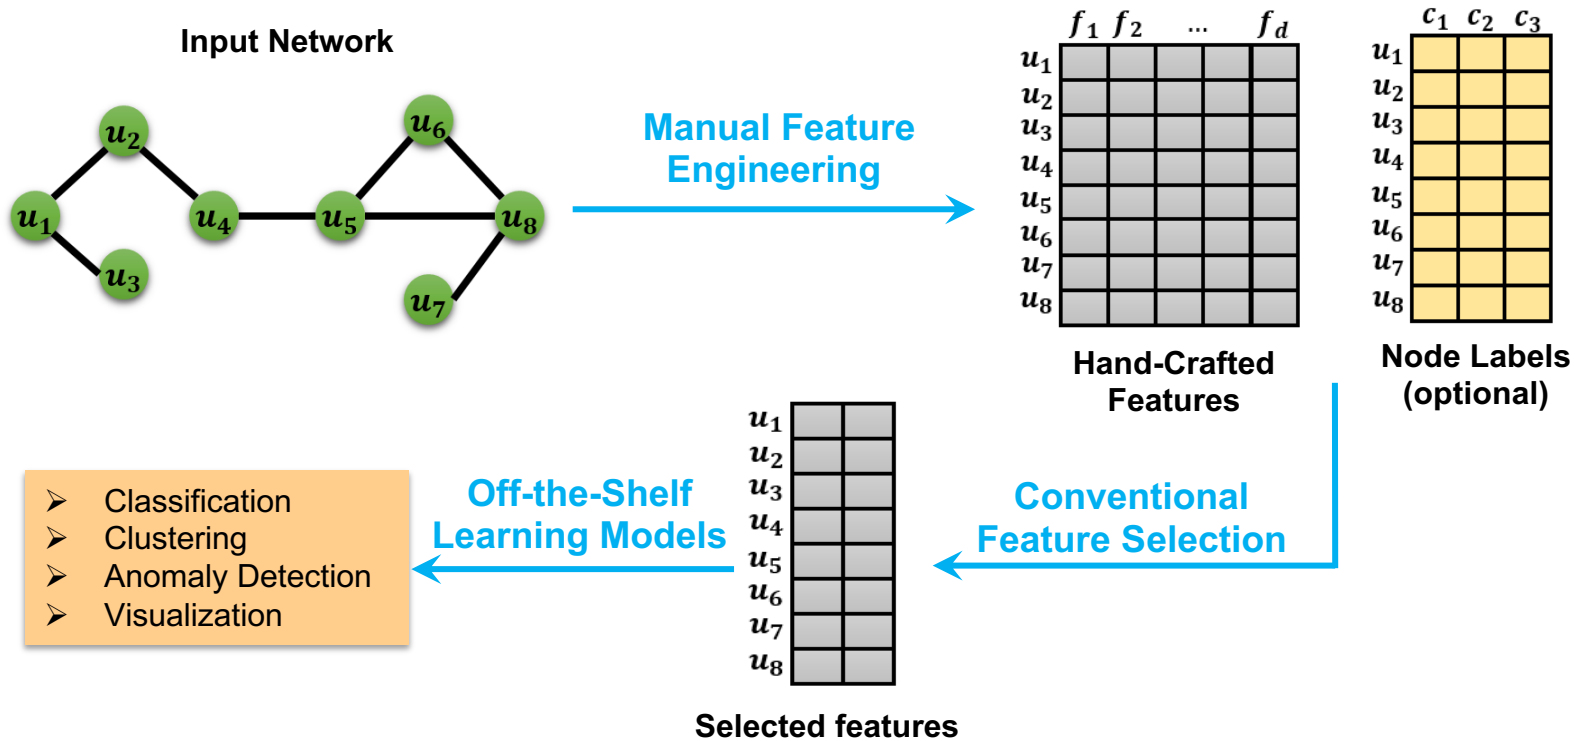 Input Network
u1
u2
u3
u4
u5
u6
u7
u8
Manual Feature
Engineering
f1 f2 ... fd
u1
u2
u3
u4
u5
u6
u7
u8
Hand-Crafted
Features
c1 c2 c3
u1
u2
u3
u4
u5
u6
u7
u8
Node Labels
(optional)
Conventional
Feature Selection
u1
u2
u3
u4
u5
u6
u7
u8
Selected features
Off-the-Shelf
Learning Models
➢ Classification
➢ Clustering
➢ Anomaly Detection
➢ Visualization